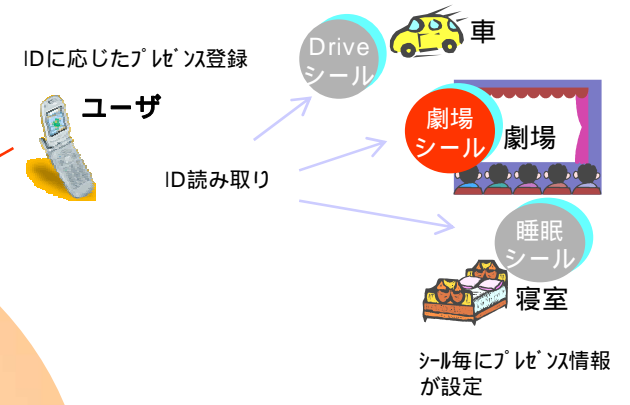 IDに応じたﾌﾟﾚｾﾞﾝｽ登録
ユーザ
ID読み取り
Drive
シール
車
劇場
シール
劇場
睡眠
シール
寝室
ｼｰﾙ毎にﾌﾟﾚｾﾞﾝｽ情報
が設定